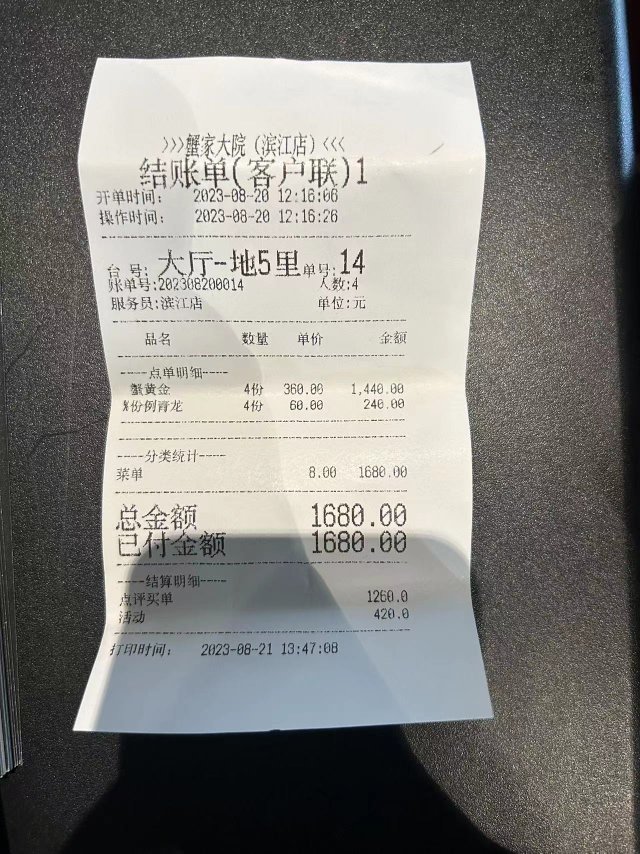 >>>蟹家大院（滨江店）<<<
结账单(客户联)1
开单时间： 2023-08-20 12:16:06
操作时间： 2023-08-20 12:16:26
台号: 大厅-地5里 单号:14
账单号:202308200014 人数:4
服务员:滨江店 单位:元
品名 数量 单价 金额
----点单明细----
蟹黄金 4份 360.00 1,440.00
份例青龙 4份 60.00 240.00
----分类统计----
菜单 8.00 1680.00
总金额 1680.00
已付金额 1680.00
----结算明细----
点评买单 1260.0
活动 420.0
打印时间： 2023-08-21 13:47:08